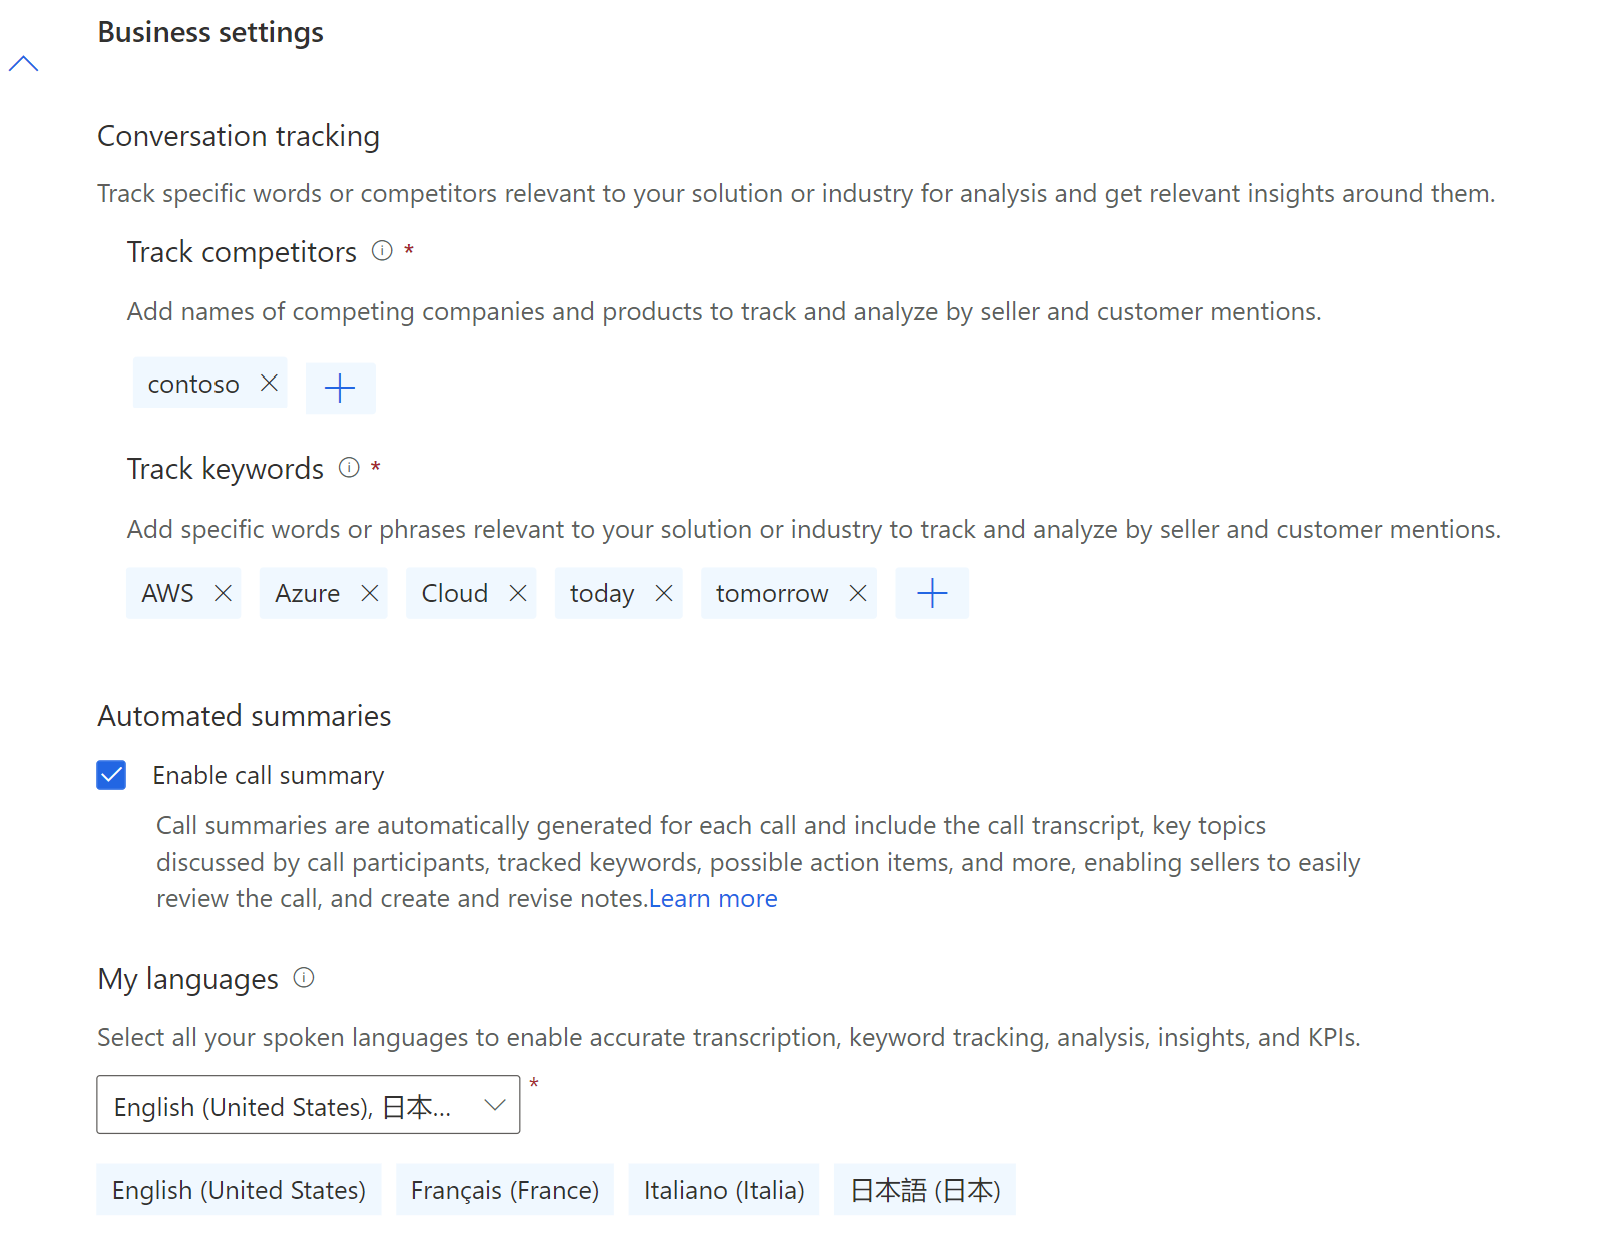 Business settings
Conversation tracking
Track specific words or competitors relevant to your solution or industry for analysis and get relevant insights around them.
Track competitors *
Add names of competing companies and products to track and analyze by seller and customer mentions.
contoso
Track keywords *
Add specific words or phrases relevant to your solution or industry to track and analyze by seller and customer mentions.
AWS Azure Cloud today tomorrow
Automated summaries
Enable call summary
Call summaries are automatically generated for each call and include the call transcript, key topics
discussed by call participants, tracked keywords, possible action items, and more, enabling sellers to easily
review the call, and create and revise notes.Learn more
My languages
Select all your spoken languages to enable accurate transcription, keyword tracking, analysis, insights, and KPIs.
English (United States), 日本... *
English (United States) Français (France) Italiano (Italia) 日本語 (日本)